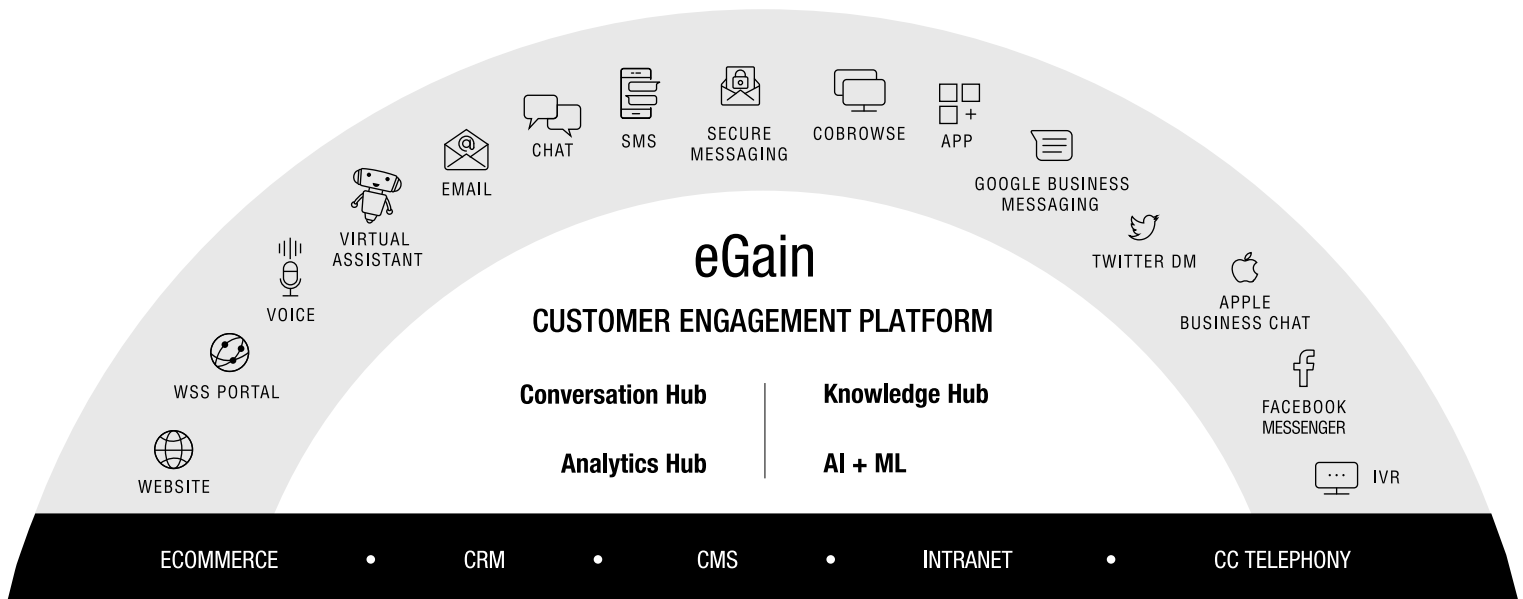 WEBSITE
WSS PORTAL
VOICE
VIRTUAL
ASSISTANT
EMAIL
CHAT
SMS
SECURE
MESSAGING
COBROWSE
APP
GOOGLE BUSINESS
MESSAGING
TWITTER DM
APPLE
BUSINESS CHAT
FACEBOOK
MESSENGER
IVR
eGain
CUSTOMER ENGAGEMENT PLATFORM
Conversation Hub
Knowledge Hub
Analytics Hub
AI + ML
ECOMMERCE • CRM • CMS • INTRANET • CC TELEPHONY